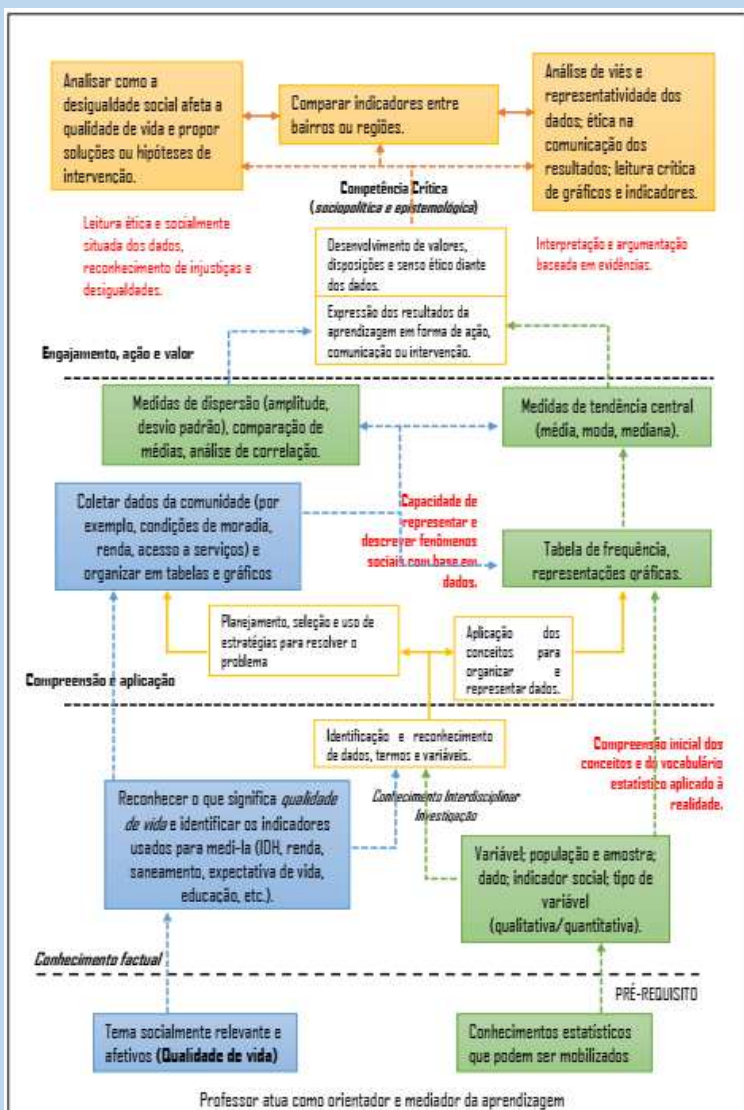 Analisar como a
desigualdade social afeta a
qualidade de vida e propor
soluções ou hipóteses de
intervenção.
Comparar indicadores entre
bairros ou regiões.
Análise de viés e
representatividade dos
dados; ética na
comunicação dos
resultados; leitura crítica
de gráficos e indicadores.
Competência Crítica
(sociopolítica e epistemológica)
Leitura ética e socialmente
situada dos dados,
reconhecimento de injustiças e
desigualdades.
Desenvolvimento de valores,
disposições e senso ético diante
dos dados.
Interpretação e argumentação
baseada em evidências.
Expressão dos resultados da
aprendizagem em forma de ação,
comunicação ou intervenção.
Engajamento, ação e valor
Medidas de dispersão (amplitude,
desvio padrão), comparação de
médias, análise de correlação.
Medidas de tendência central
(média, moda, mediana).
Coletar dados da comunidade (por
exemplo, condições de moradia,
renda, acesso a serviços) e
organizar em tabelas e gráficos
Capacidade de
representar e
descrever fenômenos
sociais com base em
dados.
Tabela de frequência,
representações gráficas.
Planejamento, seleção e uso de
estratégias para resolver o
problema
Aplicação dos
conceitos para
organizar e
representar dados.
Compreensão e aplicação
Identificação e reconhecimento
de dados, termos e variáveis.
Compreensão inicial dos
conceitos e do vocabulário
estatístico aplicado à
realidade.
Reconhecer o que significa qualidade
de vida e identificar os indicadores
usados para medi-la (IDH, renda,
saneamento, expectativa de vida,
educação, etc.).
Conhecimento Interdisciplinar
Investigação
Variável; população e amostra;
dado; indicador social; tipo de
variável
(qualitativa/quantitativa).
Conhecimento factual
PRÉ-REQUISITO
Tema socialmente relevante e
afetivos (Qualidade de vida)
Conhecimentos estatísticos
que podem ser mobilizados
Professor atua como orientador e mediador da aprendizagem